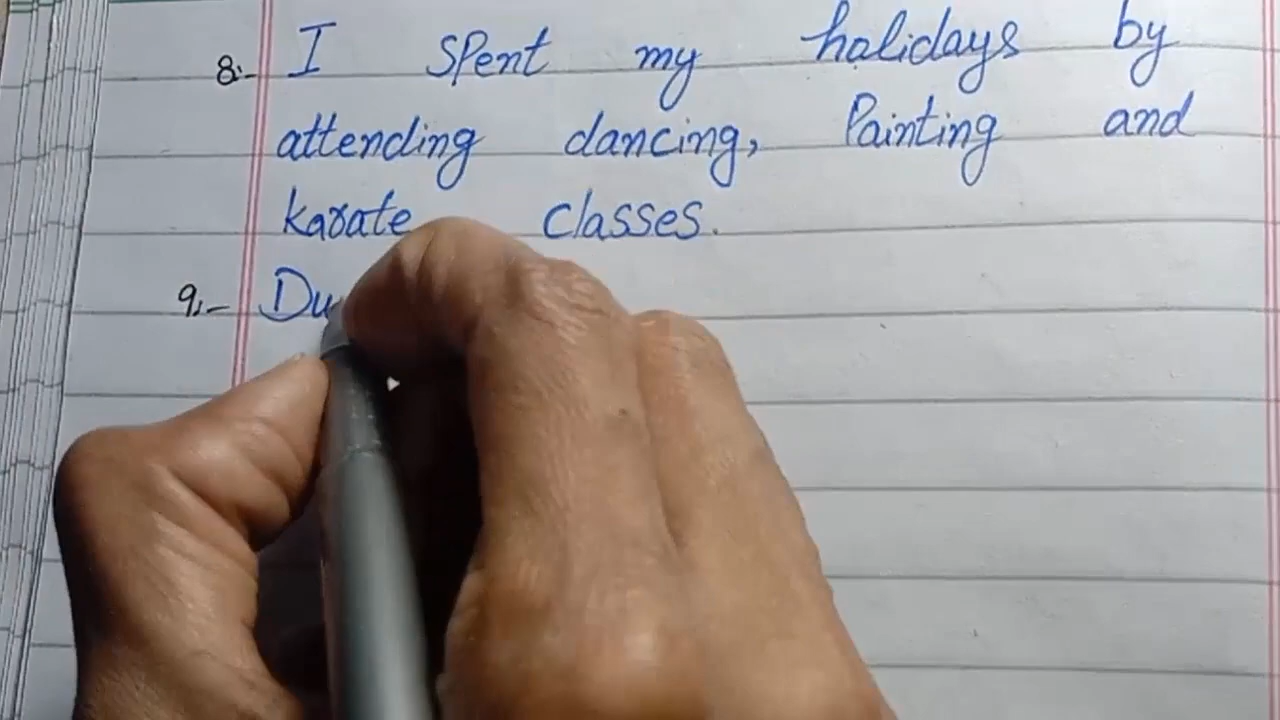 8:- I spent my holidays by
attending dancing, Painting and
karate classes.
9:- Du